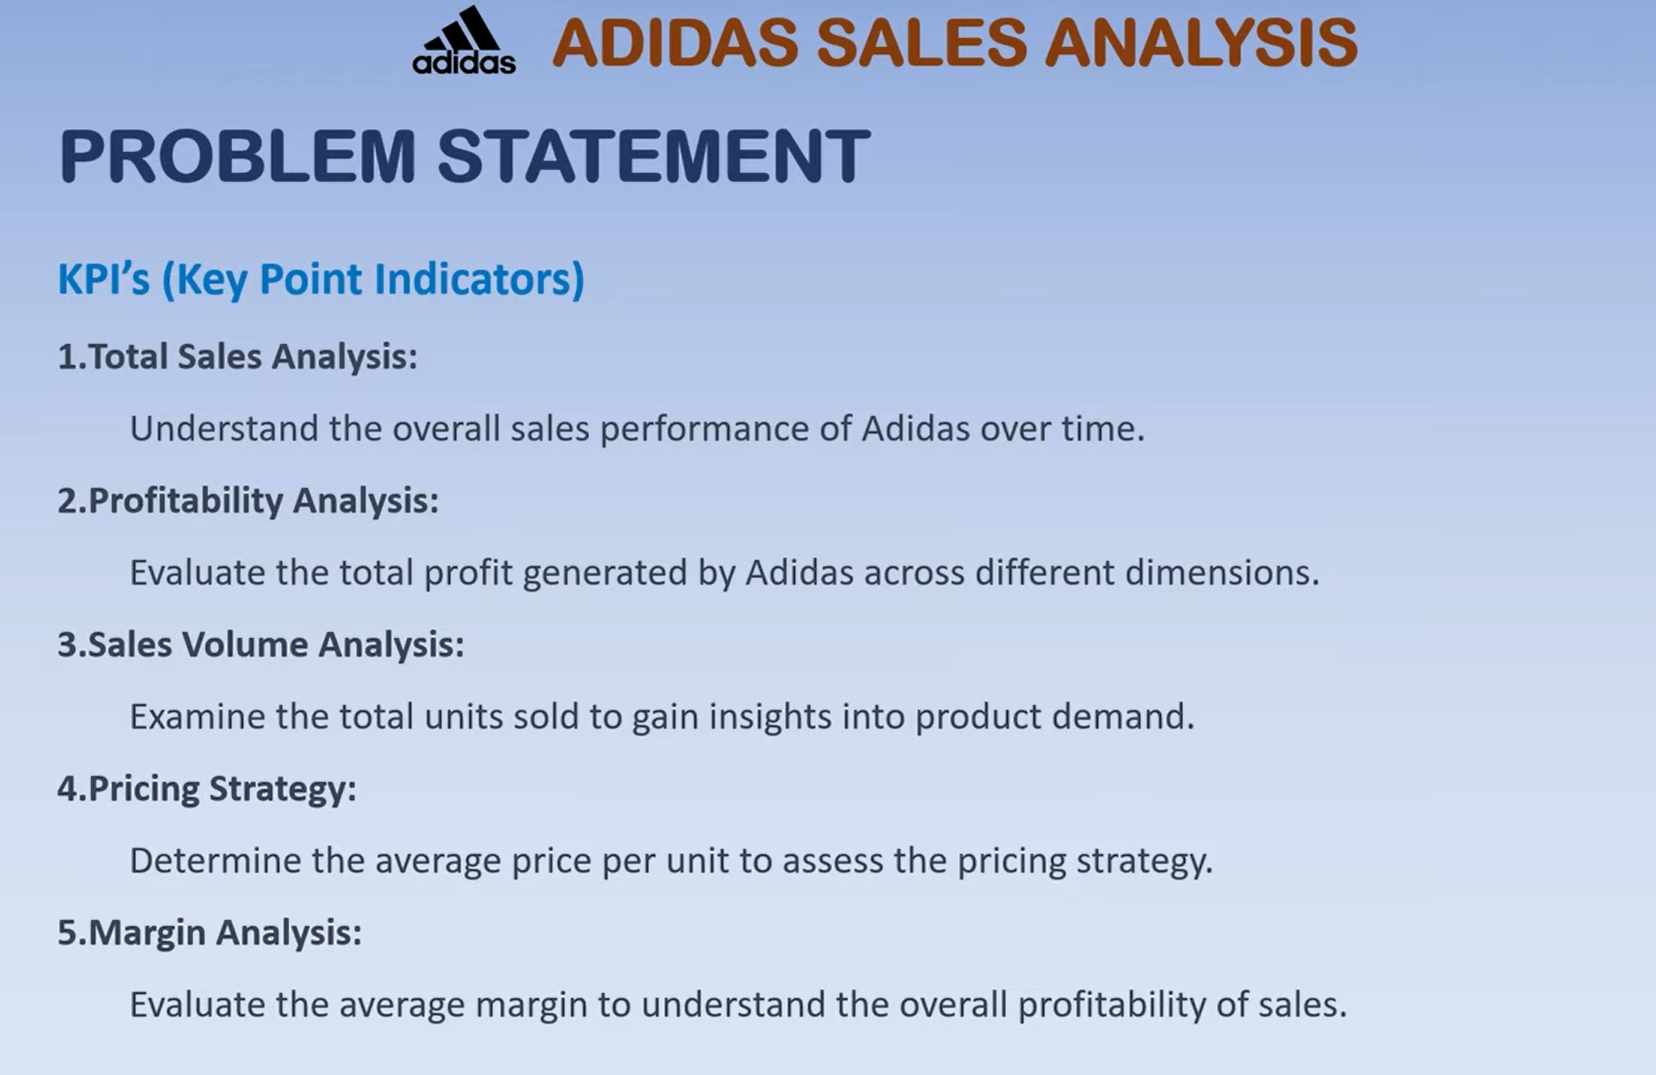 adidas ADIDAS SALES ANALYSIS
PROBLEM STATEMENT
KPI’s (Key Point Indicators)
1.Total Sales Analysis:
Understand the overall sales performance of Adidas over time.
2.Profitability Analysis:
Evaluate the total profit generated by Adidas across different dimensions.
3.Sales Volume Analysis:
Examine the total units sold to gain insights into product demand.
4.Pricing Strategy:
Determine the average price per unit to assess the pricing strategy.
5.Margin Analysis:
Evaluate the average margin to understand the overall profitability of sales.